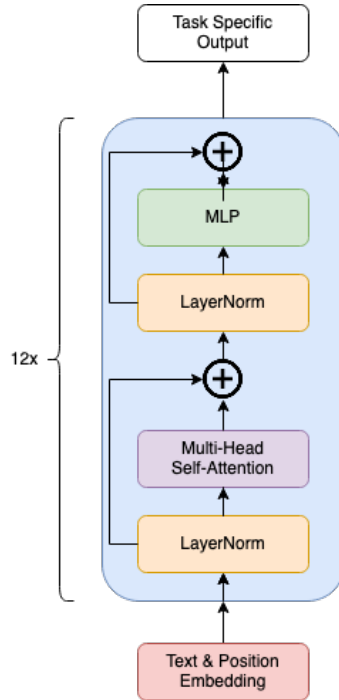 Task Specific
Output
MLP
LayerNorm
12x
Multi-Head
Self-Attention
LayerNorm
Text & Position
Embedding